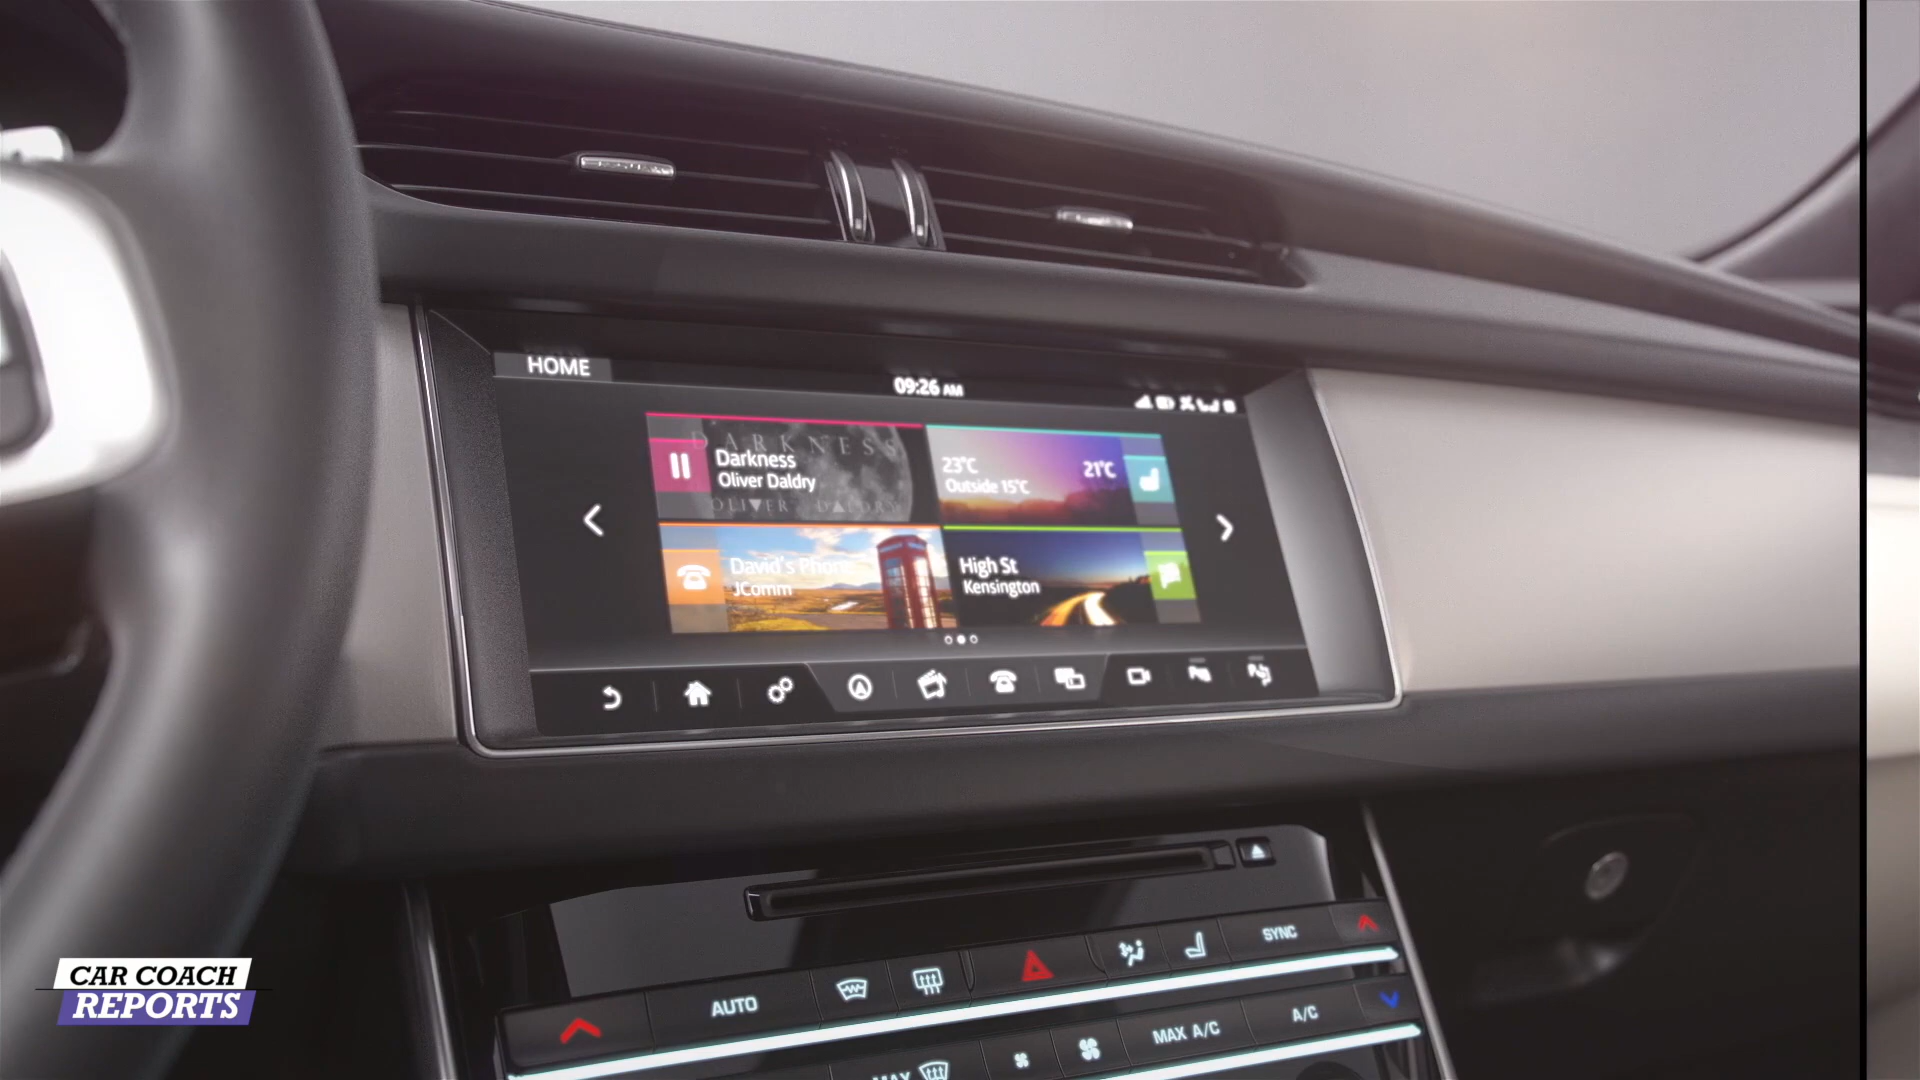 HOME
09:26 AM
DARKNESS
Darkness
Oliver Daldry
OLIVER DALDRY
23°C
21°C
Outside 15°C
David's Phone
JComm
High St
Kensington
SYNC
AUTO
A/C
MAX A/C
MAX
CAR COACH
REPORTS